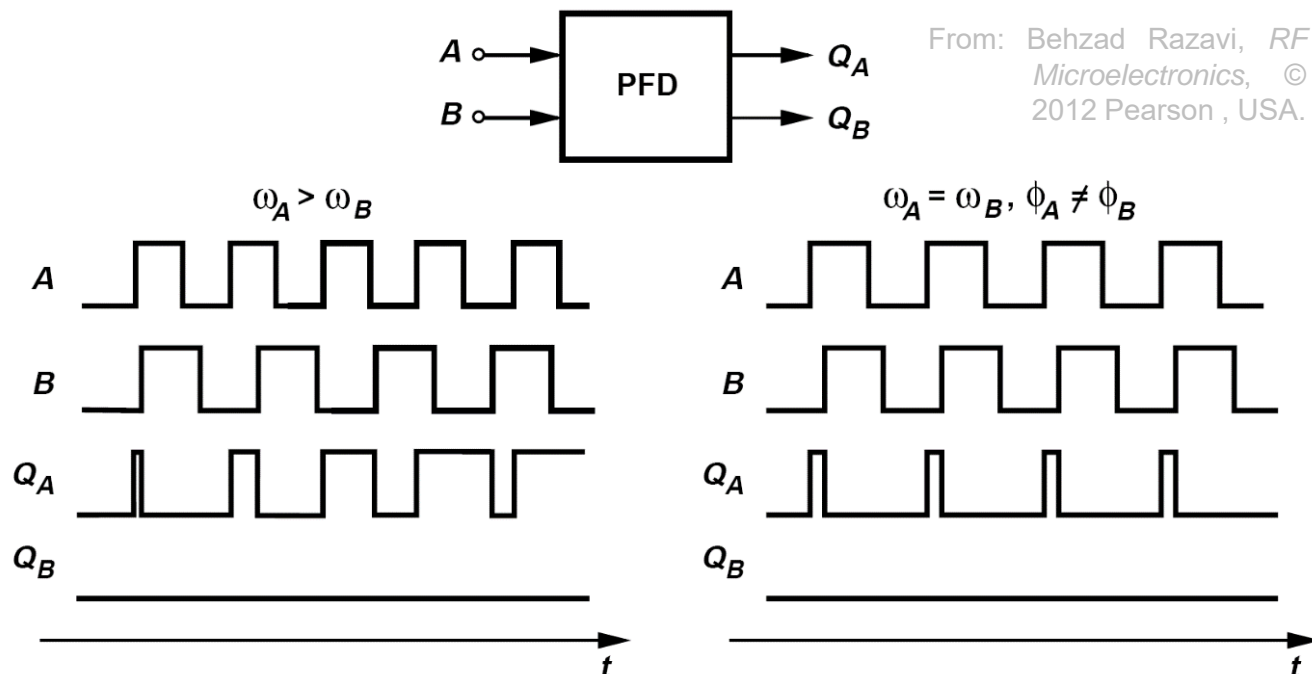 From: Behzad Razavi, RF
Microelectronics, ©
2012 Pearson , USA.
A
B
PFD
Q_A
Q_B
ω_A > ω_B
A
B
Q_A
Q_B
t
ω_A = ω_B, ϕ_A ≠ ϕ_B
A
B
Q_A
Q_B
t